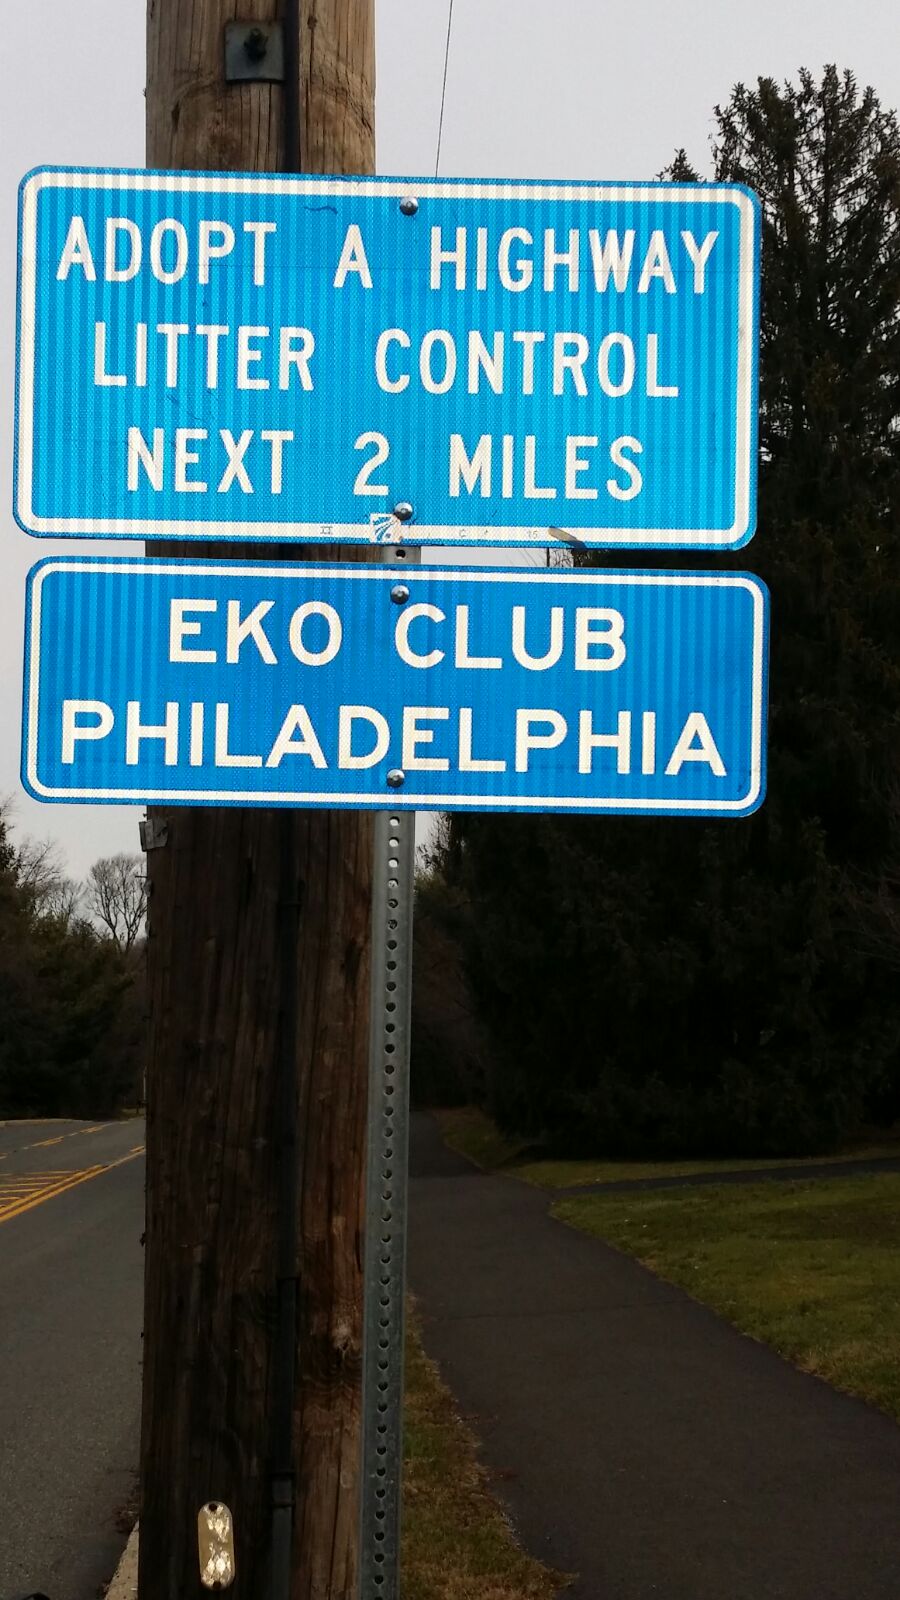 ADOPT A HIGHWAY
LITTER CONTROL
NEXT 2 MILES
EKO CLUB
PHILADELPHIA